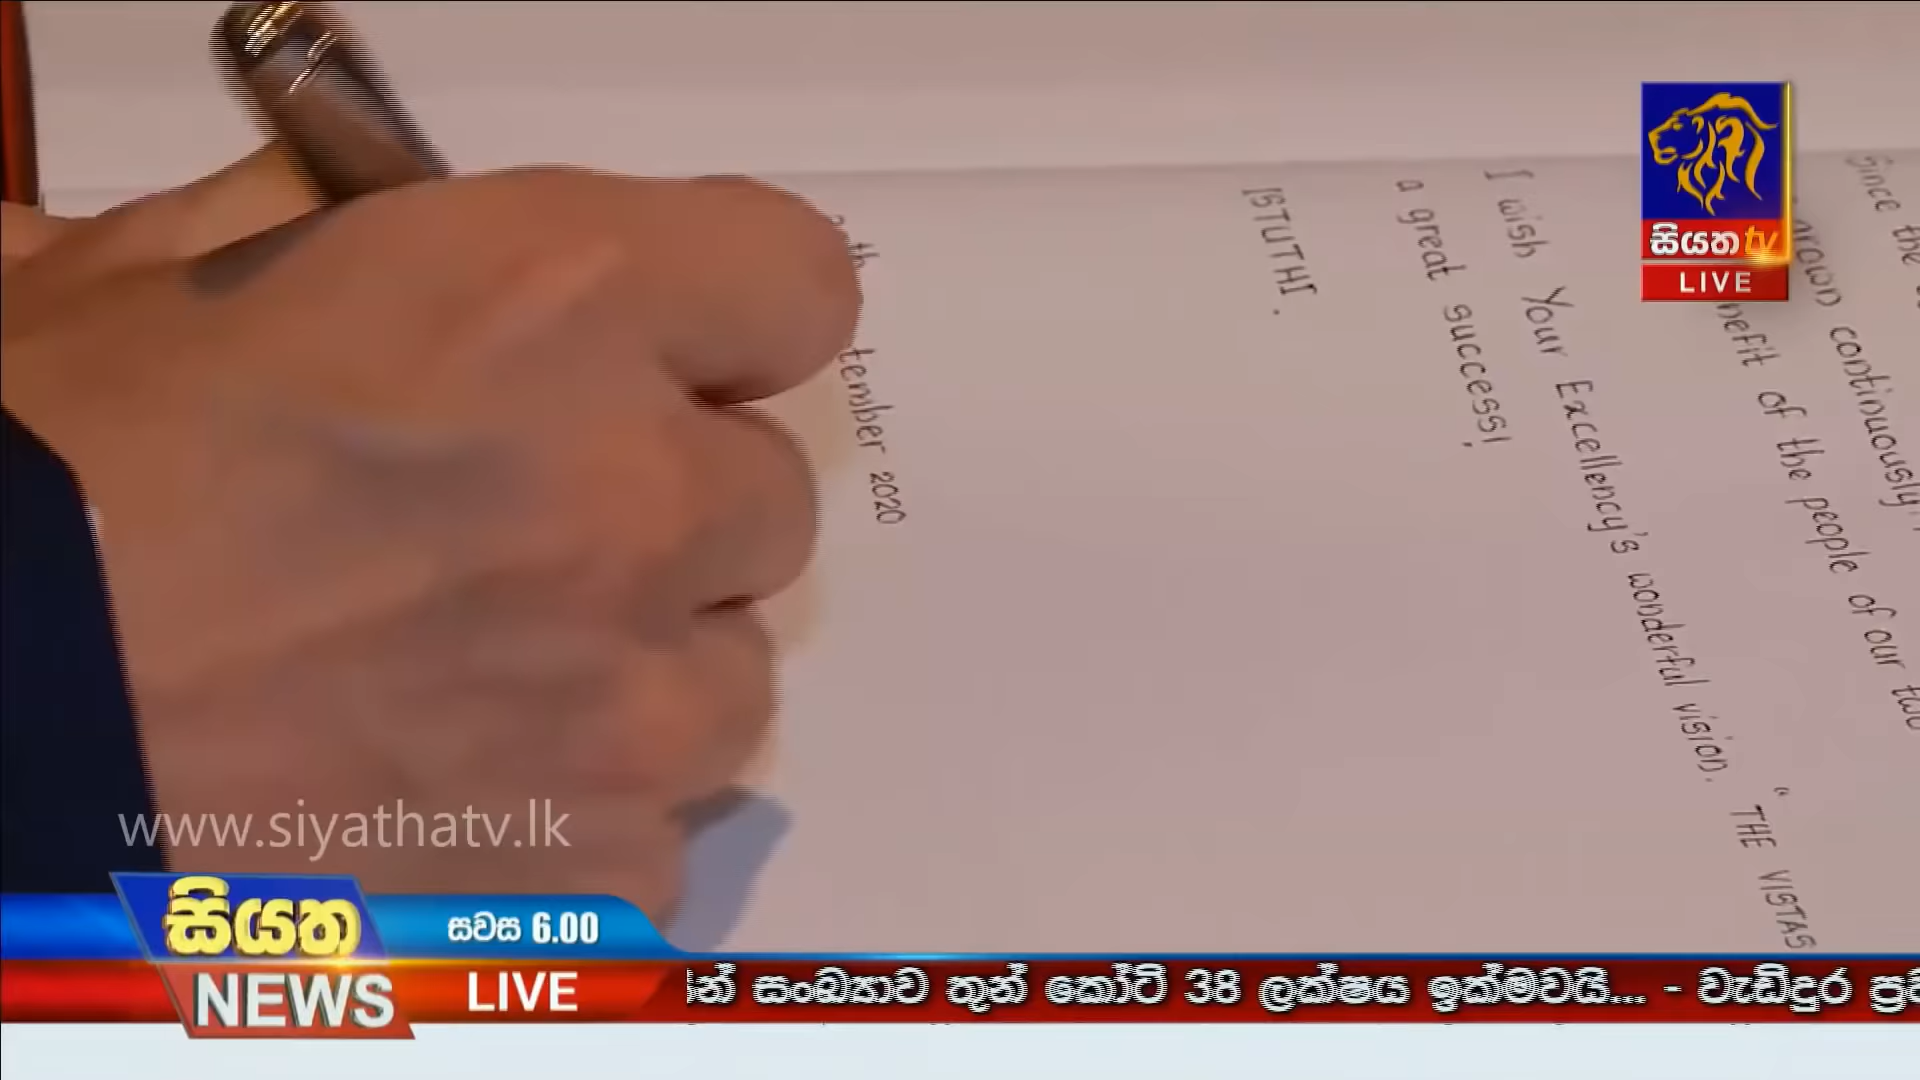 Since the
grown continuously,
nefit of the people of our two
I wish Your Excellency's wonderful vision. "THE VISTAS
a great success!
ISTUTHI.
th tember 2020
සියත tv
LIVE
www.siyathatv.lk
සියත
සවස 6.00
NEWS
LIVE
සංඛ්‍යාව තුන් කෝටි 38 ලක්ෂය ඉක්මවයි... - වැඩිදුර